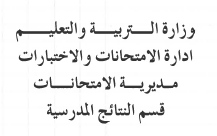 وزارة التربية والتعليم
ادارة الامتحانات والاختبارات
مديرية الامتحانات
قسم النتائج المدرسية